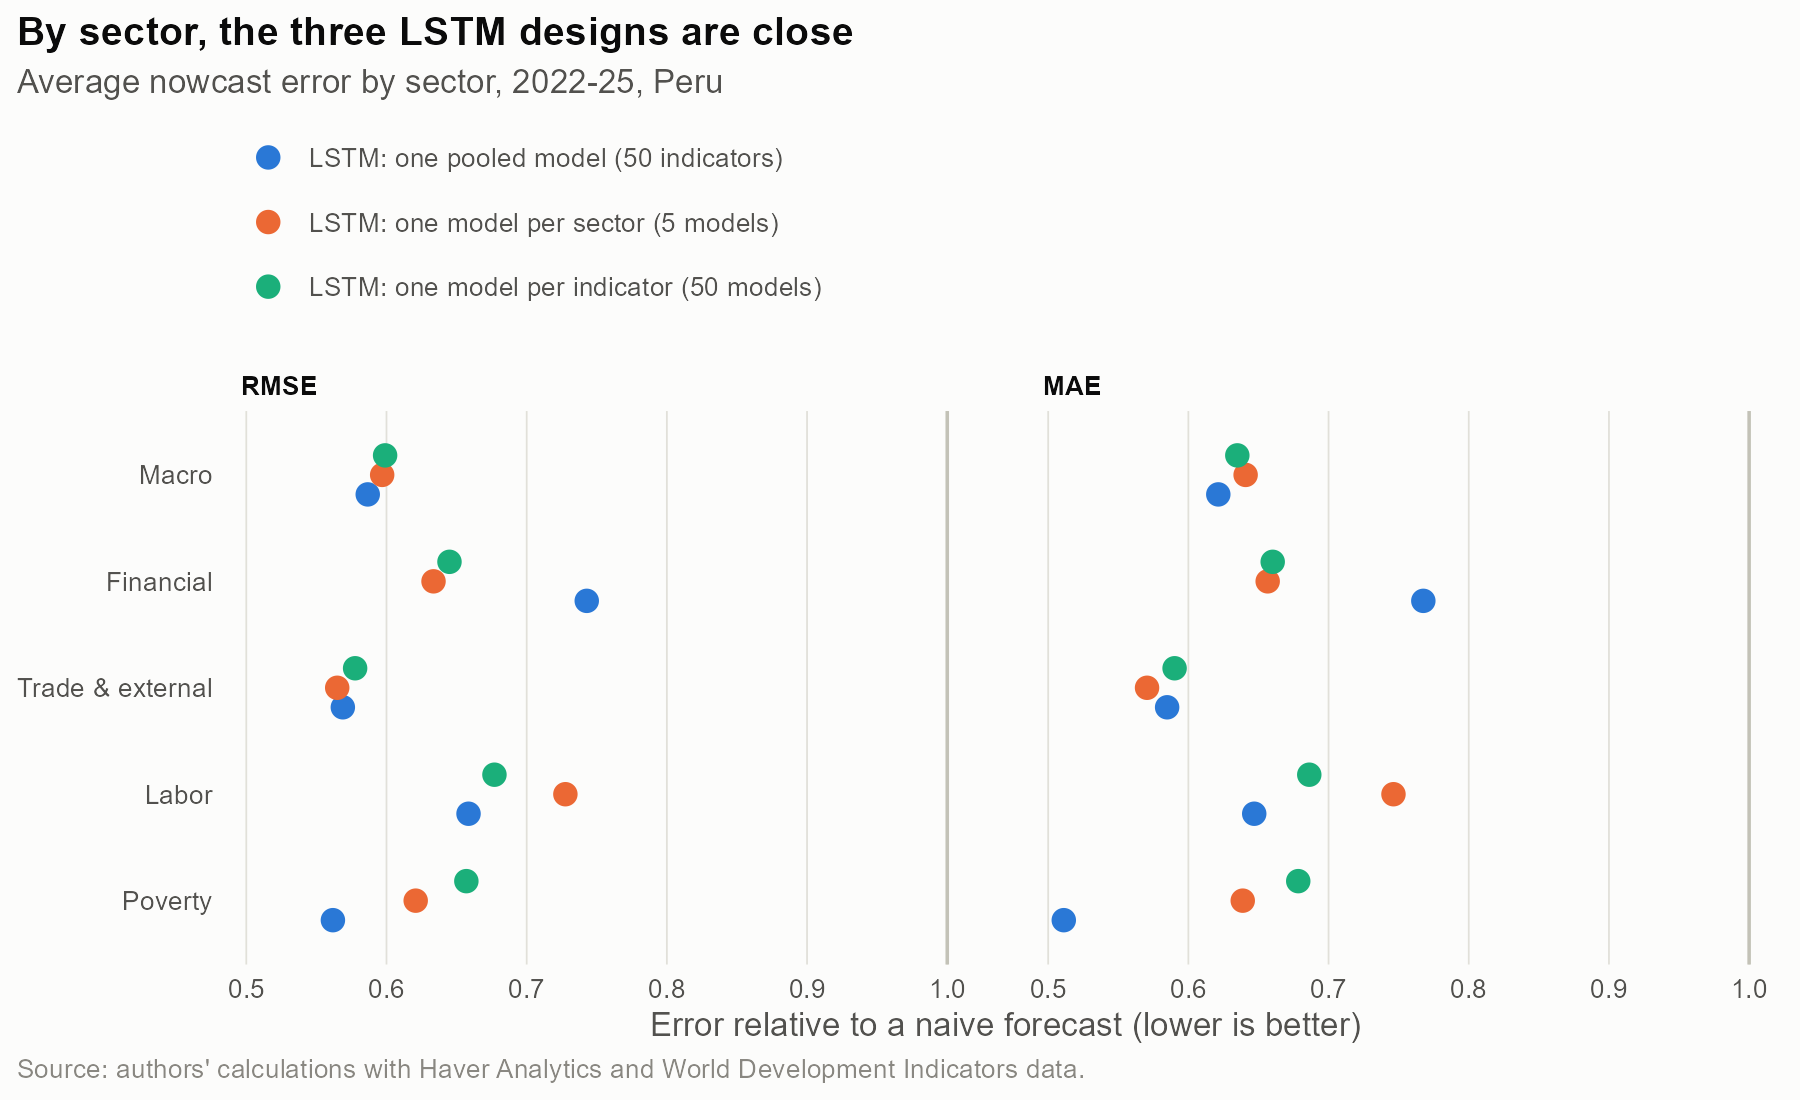 By sector, the three LSTM designs are close
Average nowcast error by sector, 2022-25, Peru
LSTM: one pooled model (50 indicators)
LSTM: one model per sector (5 models)
LSTM: one model per indicator (50 models)
RMSE
MAE
Macro
Financial
Trade & external
Labor
Poverty
0.5 0.6 0.7 0.8 0.9 1.0 0.5 0.6 0.7 0.8 0.9 1.0
Error relative to a naive forecast (lower is better)
Source: authors' calculations with Haver Analytics and World Development Indicators data.